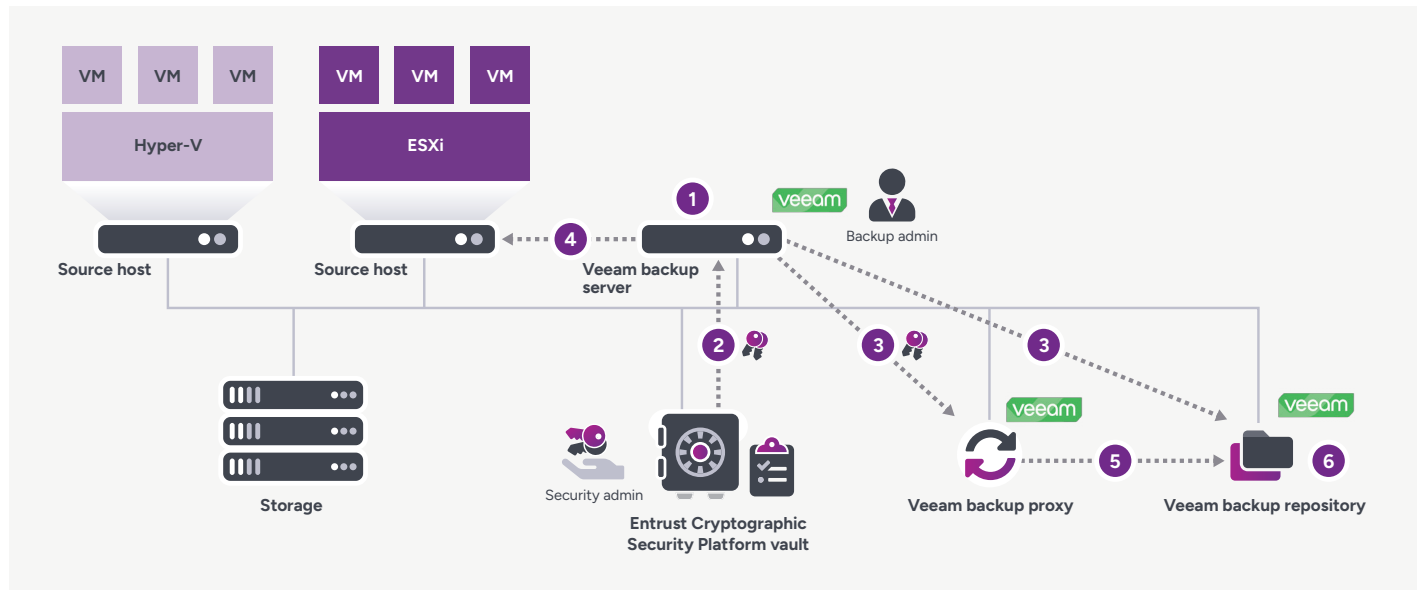 VM
VM
VM
VM
VM
VM
Hyper-V
ESXi
1
veeam
Backup admin
4
Source host
Source host
Veeam backup
server
2
3
3
veeam
veeam
5
6
Security admin
Storage
Veeam backup proxy
Veeam backup repository
Entrust Cryptographic
Security Platform vault